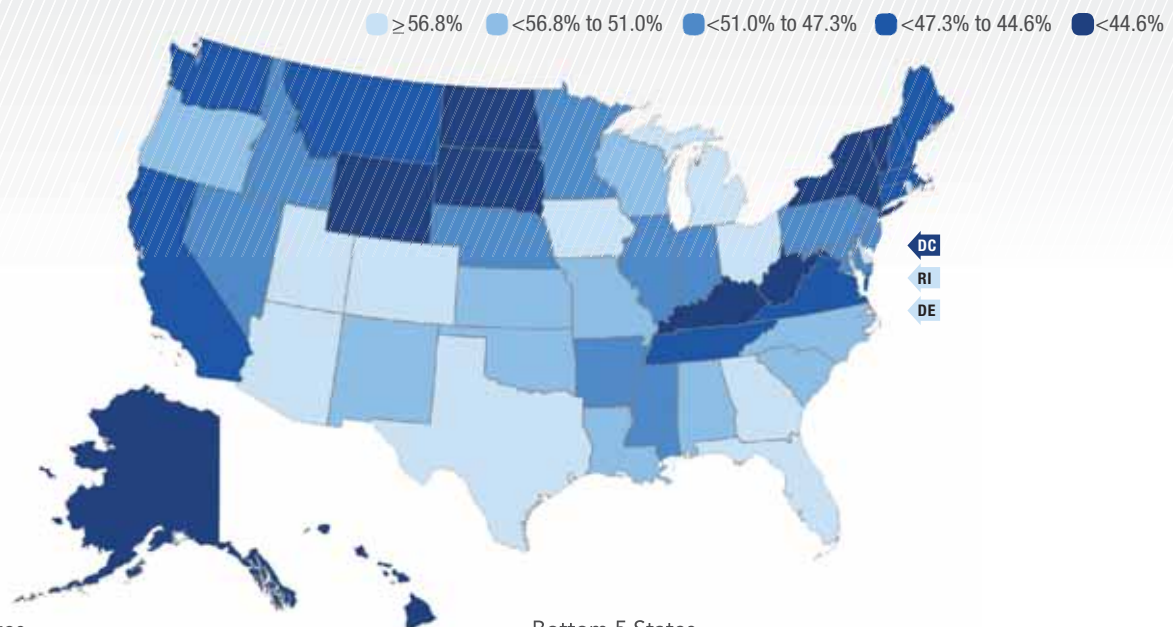 ≥56.8% <56.8% to 51.0% <51.0% to 47.3% <47.3% to 44.6% <44.6%
DC
RI
DE
Bottom 5 States